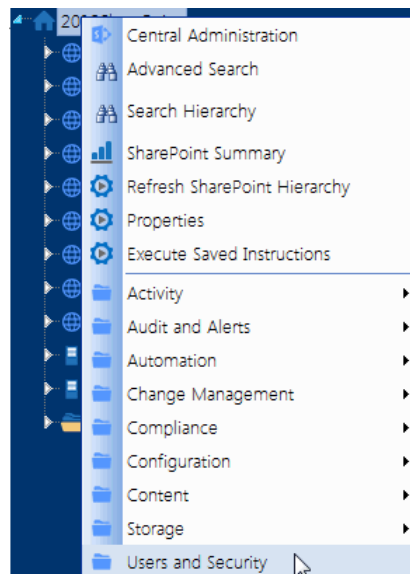 Central Administration
Advanced Search
Search Hierarchy
SharePoint Summary
Refresh SharePoint Hierarchy
Properties
Execute Saved Instructions
Activity
Audit and Alerts
Automation
Change Management
Compliance
Configuration
Content
Storage
Users and Security